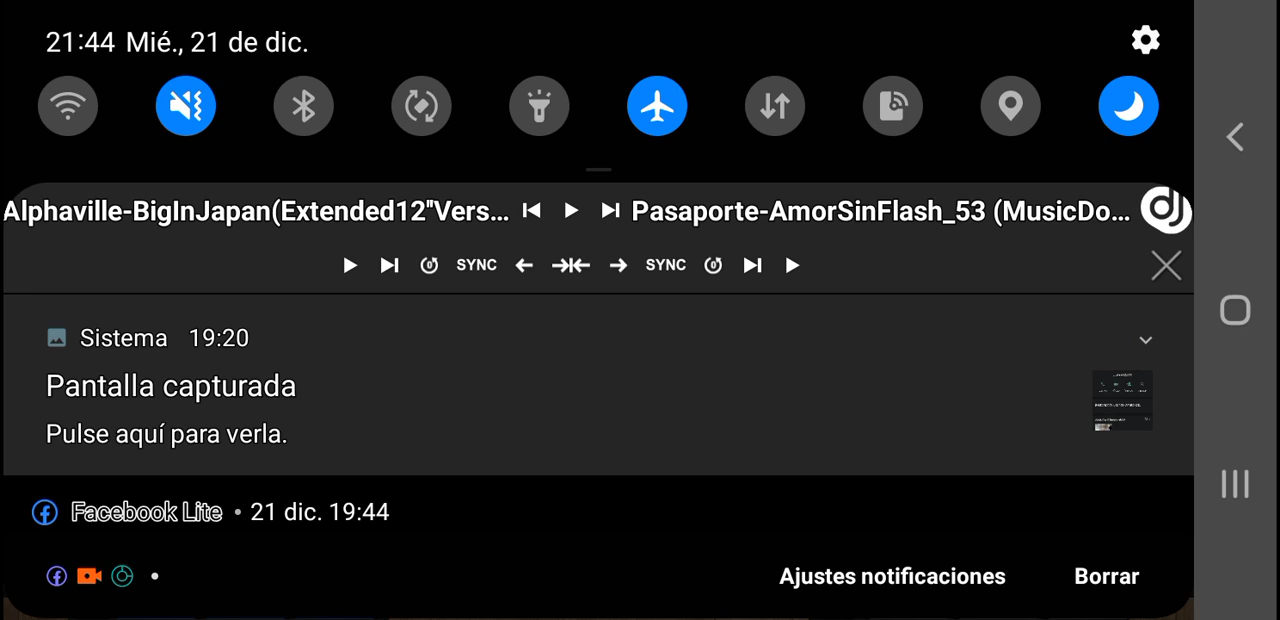 21:44 Mié., 21 de dic.
Alphaville-BigInJapan(Extended12"Vers... Pasaporte-AmorSinFlash_53 (MusicDo...
SYNC SYNC
Sistema 19:20
Pantalla capturada
Pulse aquí para verla.
Facebook Lite • 21 dic. 19:44
Ajustes notificaciones Borrar